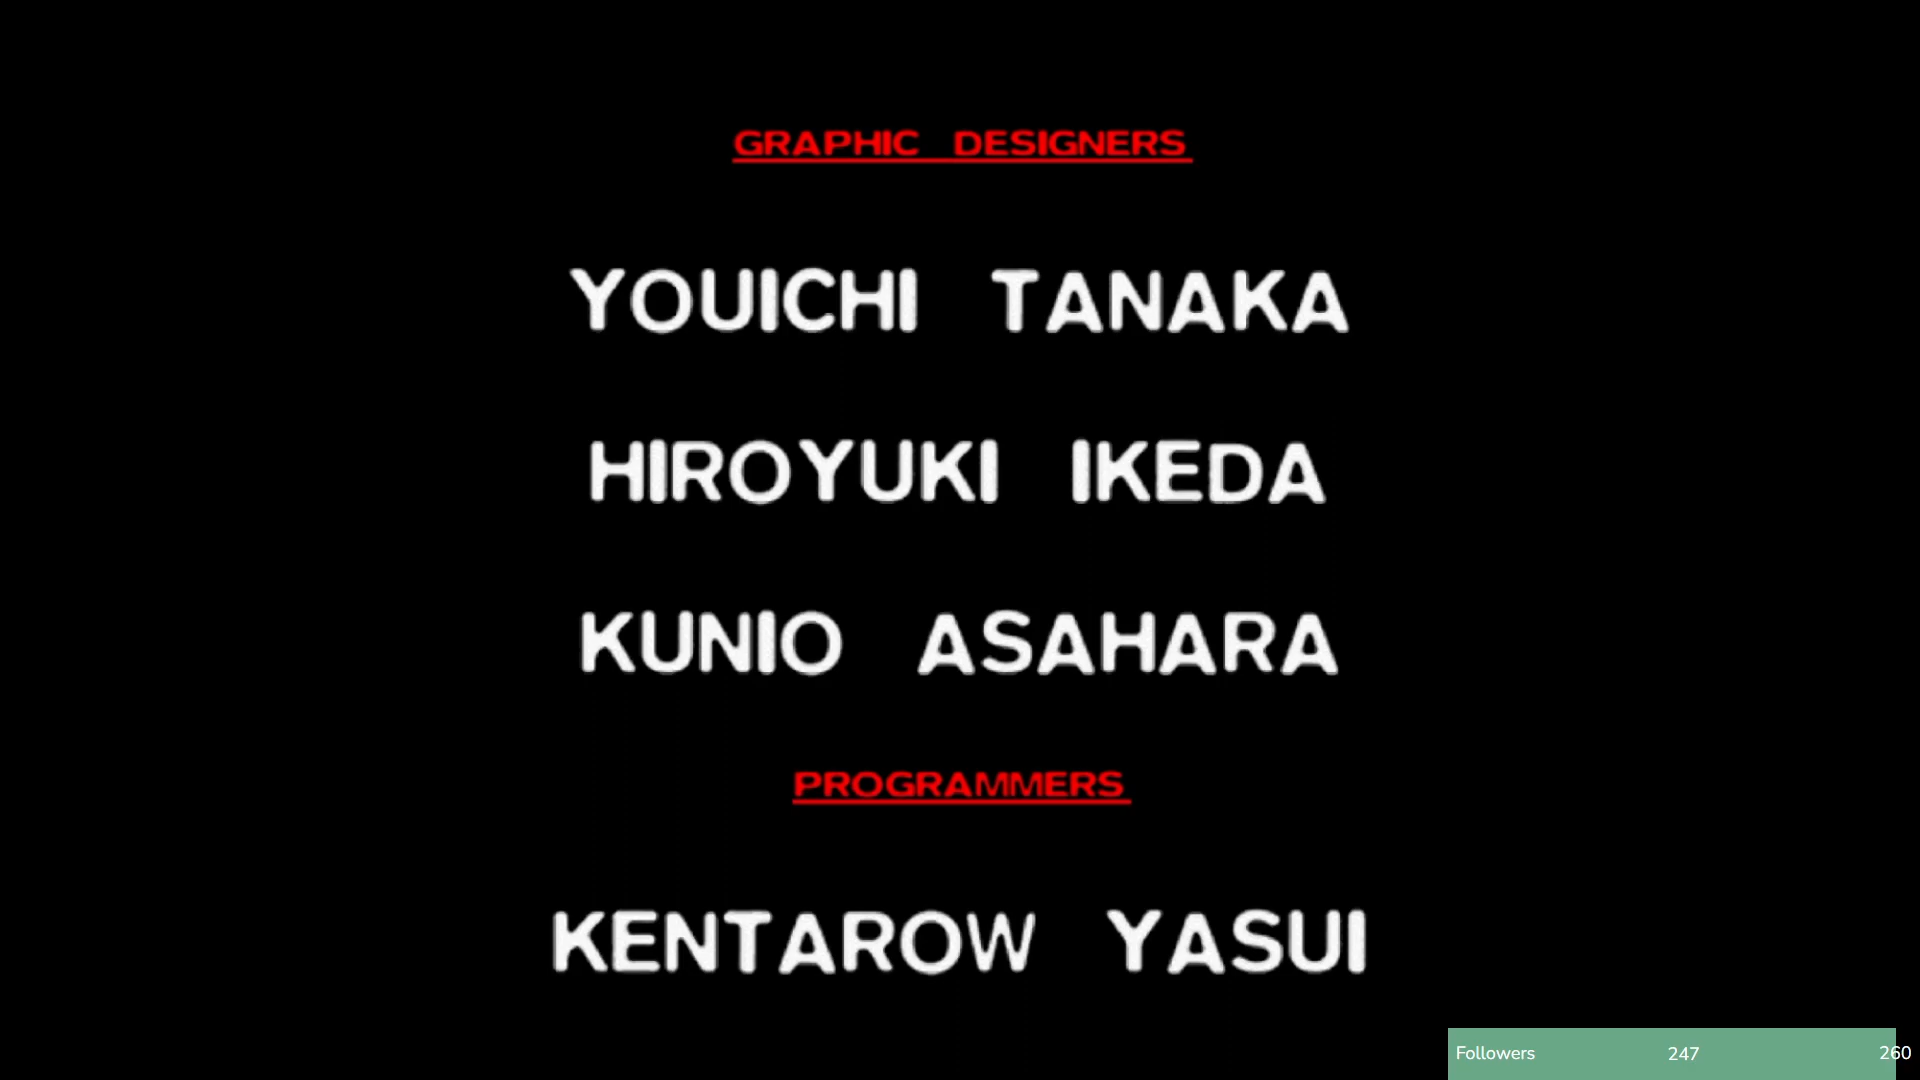 GRAPHIC DESIGNERS
YOUICHI TANAKA
HIROYUKI IKEDA
KUNIO ASAHARA
PROGRAMMERS
KENTAROW YASUI
Followers 247 260